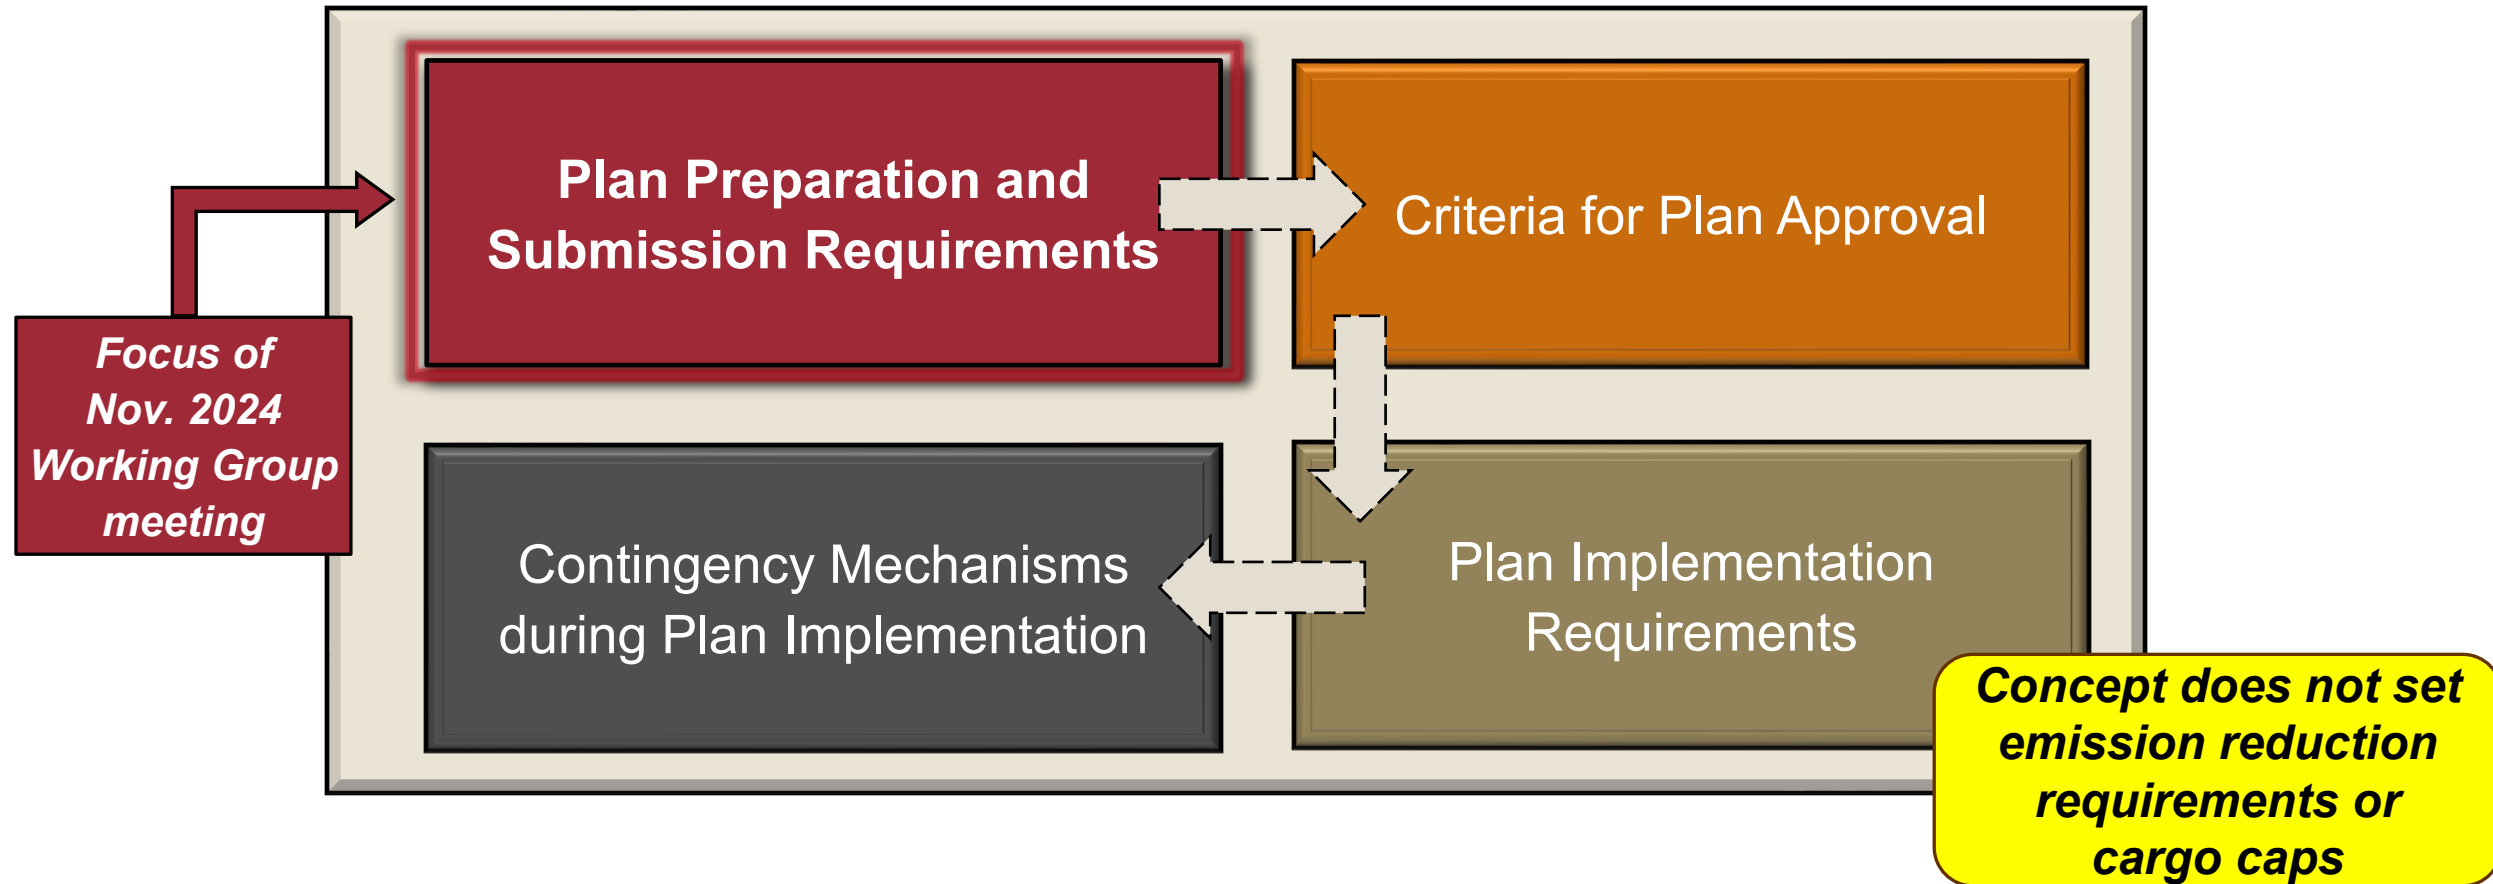 Plan Preparation and
Submission Requirements
Criteria for Plan Approval
Focus of
Nov. 2024
Working Group
meeting
Contingency Mechanisms
during Plan Implementation
Plan Implementation
Requirements
Concept does not set
emission reduction
requirements or
cargo caps